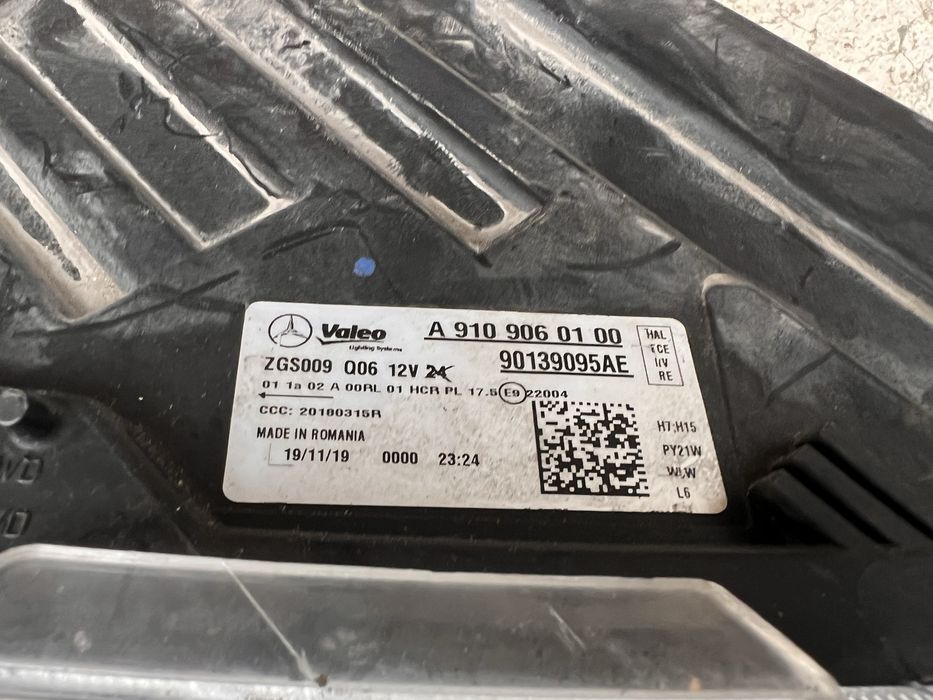 Valeo
Lighting Systems
A 910 906 01 00
90139095AE
HAL
ECE
RE
ZGS009 Q06 12V 24
01 1a 02 A 00RL 01 HCR PL 17.5 E9 22004
CCC: 20180315R
MADE IN ROMANIA
19/11/19 0000 23:24
H7;H15
PY21W
W5W
L6